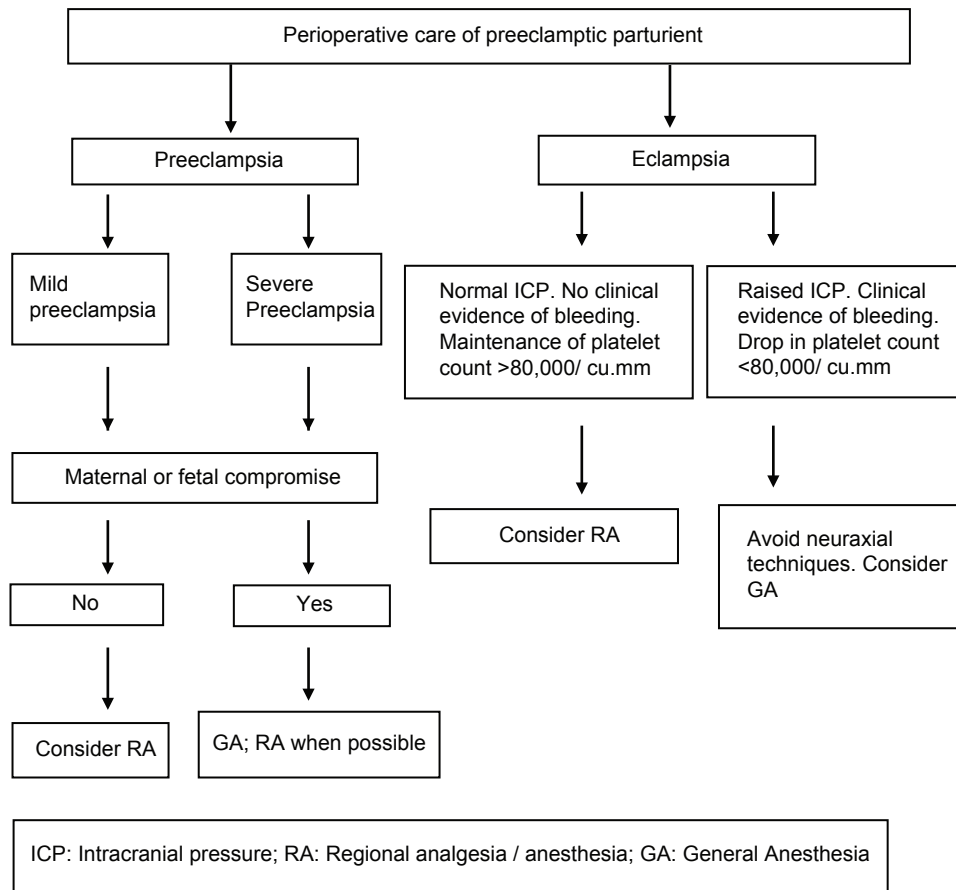 Perioperative care of preeclamptic parturient
Preeclampsia
Eclampsia
Mild
preeclampsia
Severe
Preeclampsia
Normal ICP. No clinical
evidence of bleeding.
Maintenance of platelet
count >80,000/ cu.mm
Raised ICP. Clinical
evidence of bleeding.
Drop in platelet count
<80,000/ cu.mm
Maternal or fetal compromise
Consider RA
Avoid neuraxial
techniques. Consider
GA
No
Yes
Consider RA
GA; RA when possible
ICP: Intracranial pressure; RA: Regional analgesia / anesthesia; GA: General Anesthesia